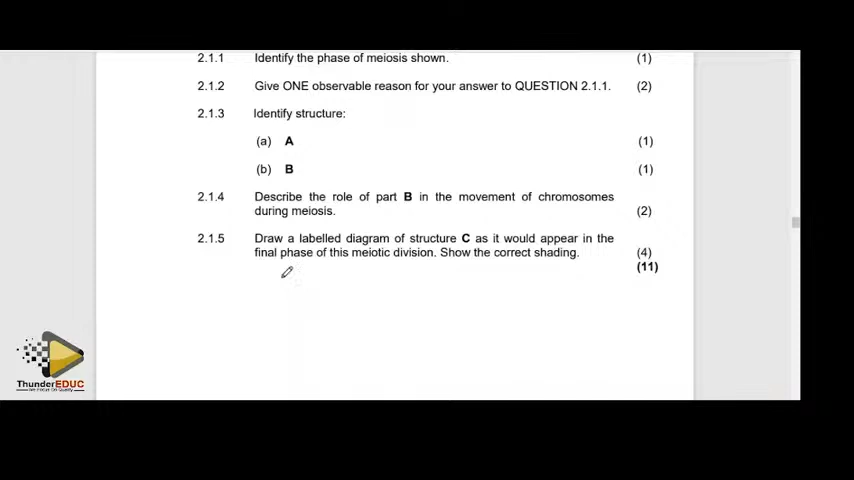 2.1.1 Identify the phase of meiosis shown. (1)
2.1.2 Give ONE observable reason for your answer to QUESTION 2.1.1. (2)
2.1.3 Identify structure:
(a) A (1)
(b) B (1)
2.1.4 Describe the role of part B in the movement of chromosomes
during meiosis. (2)
2.1.5 Draw a labelled diagram of structure C as it would appear in the
final phase of this meiotic division. Show the correct shading. (4)
(11)
ThunderEDUC
We Focus On Quality